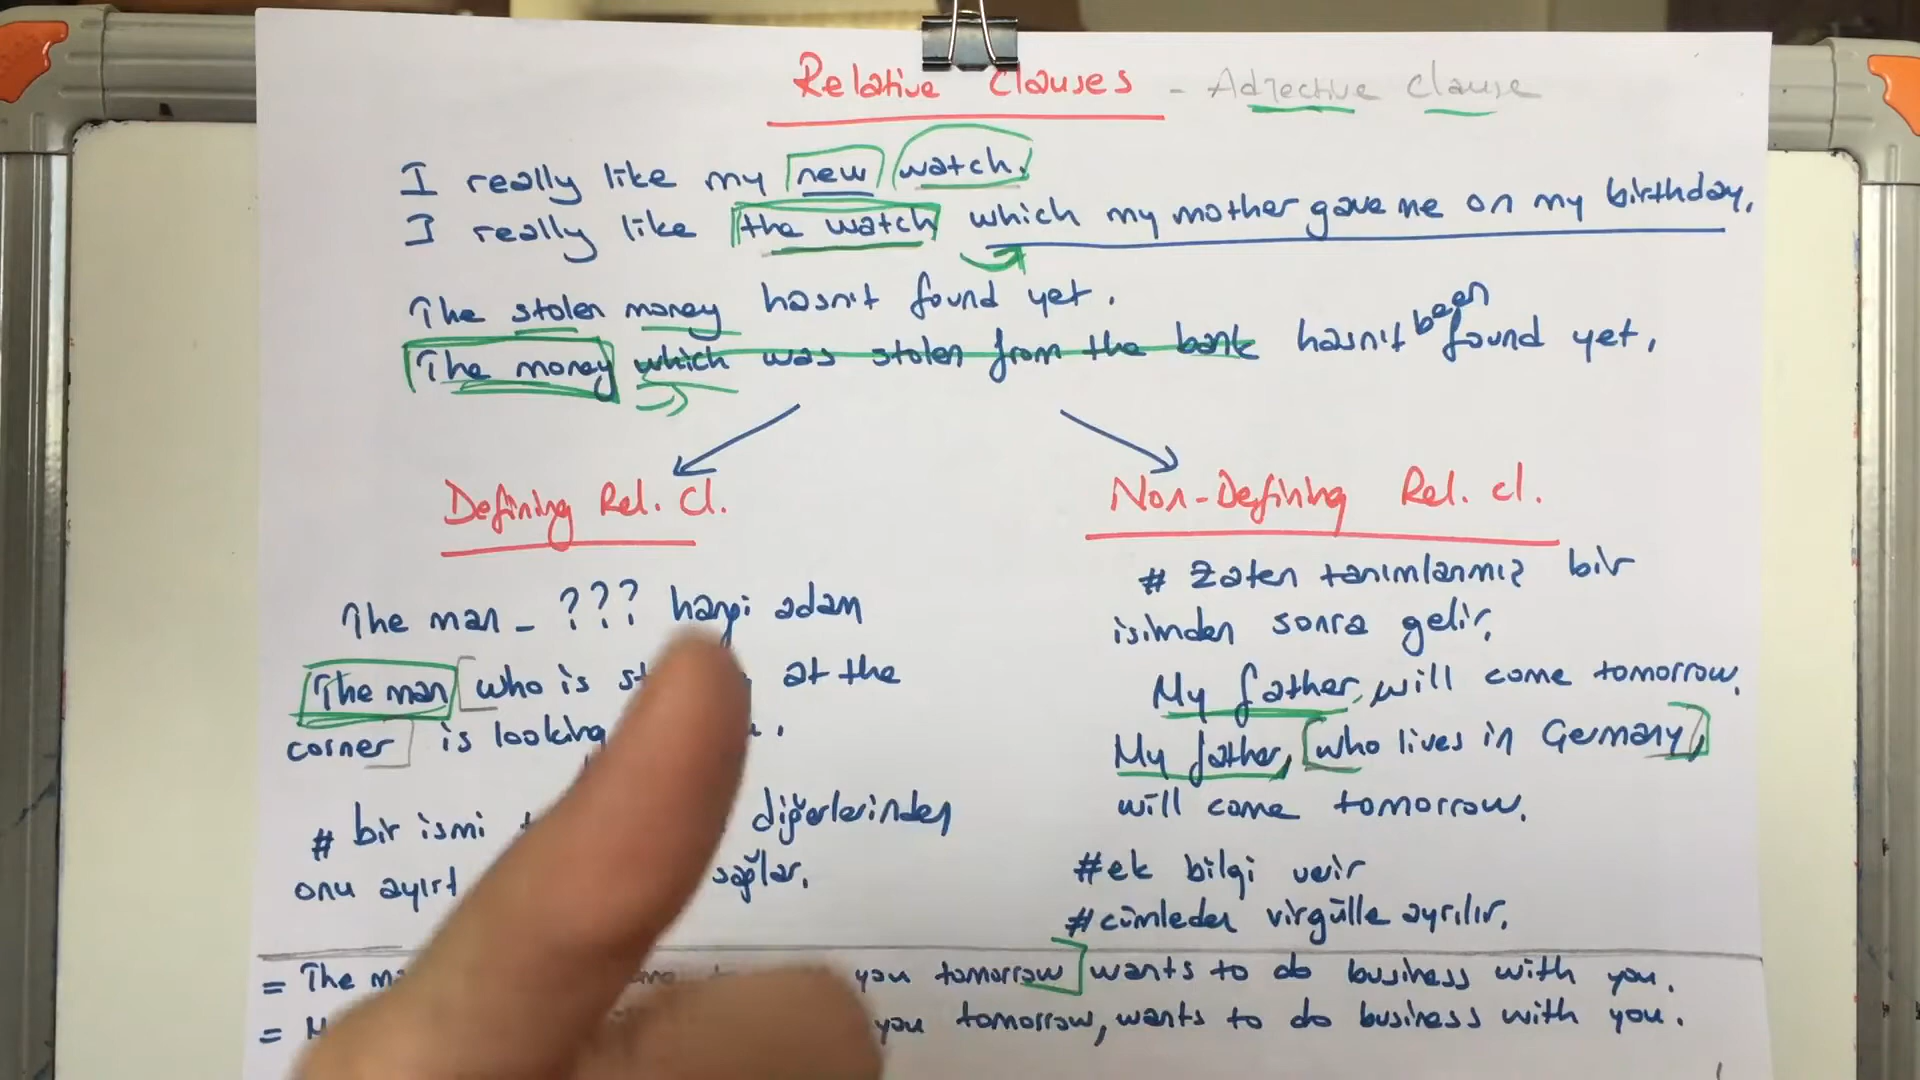 Relative Clauses - Adjective Clause
I really like my new watch.
I really like the watch which my mother gave me on my birthday.
The stolen money hasn't found yet.
The money which was stolen from the bank hasn't been found yet.
Defining Rel. Cl.
The man - ??? hangi adam
The man who is at the
corner is looking
# bir ismi diğerlerinden
onu ayırt sağlar.
Non-Defining Rel. cl.
# Zaten tanımlanmış bir
isimden sonra gelir.
My father, will come tomorrow.
My father, who lives in Germany,
will come tomorrow.
#ek bilgi verir
#cümleden virgülle ayrılır.
= The you tomorrow wants to do business with you.
= you tomorrow, wants to do business with you.